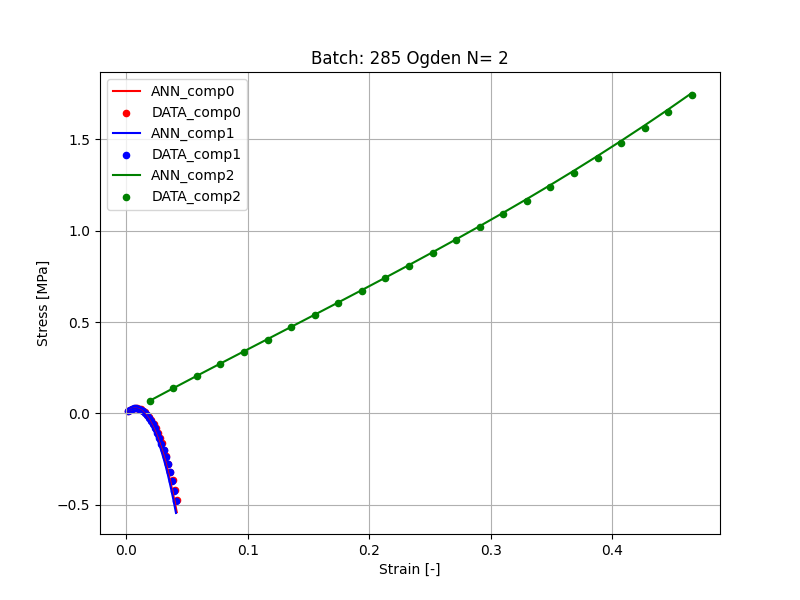 Batch: 285 Ogden N= 2
ANN_comp0
DATA_comp0
ANN_comp1
DATA_comp1
ANN_comp2
DATA_comp2
Stress [MPa]
1.5
1.0
0.5
0.0
−0.5
0.0 0.1 0.2 0.3 0.4
Strain [-]